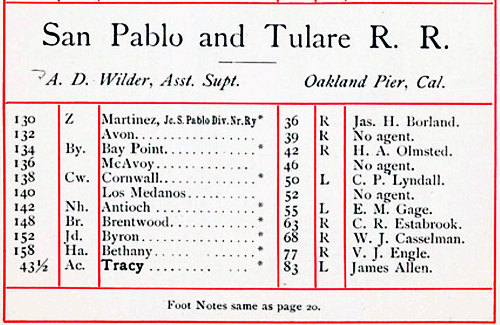 San Pablo and Tulare R. R.
A. D. Wilder, Asst. Supt. Oakland Pier, Cal.
130 Z Martinez, Jc. S. Pablo Div. Nr. Ry * 36 R Jas. H. Borland.
132 Avon.................. 39 R No agent.
134 By. Bay Point.............* 42 R H. A. Olmsted.
136 McAvoy............... 46 No agent.
138 Cw. Cornwall..............* 50 L C. P. Lyndall.
140 Los Medanos.......... 52 No agent.
142 Nh. Antioch ...............* 55 L E. M. Gage.
148 Br. Brentwood............* 63 R C. R. Estabrook.
152 Jd. Byron.................* 68 R W. J. Casselman.
158 Ha. Bethany..............* 77 R V. J. Engle.
43½ Ac. Tracy ................* 83 L James Allen.
Foot Notes same as page 20.